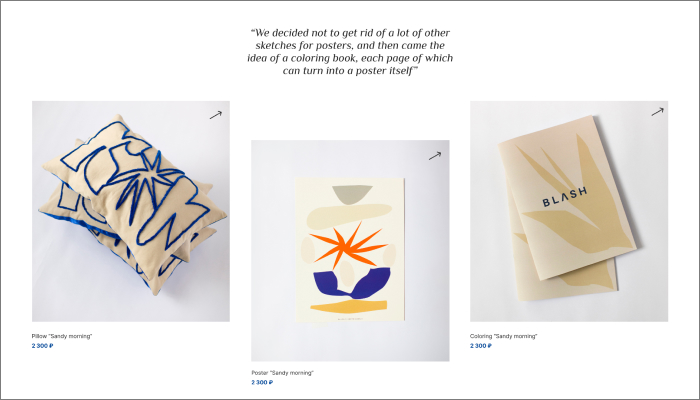 “We decided not to get rid of a lot of other
sketches for posters, and then came the
idea of a coloring book, each page of which
can turn into a poster itself”
BLASH
Pillow “Sandy morning”
2 300 ₽
Poster “Sandy morning”
2 300 ₽
Coloring “Sandy morning”
2 300 ₽